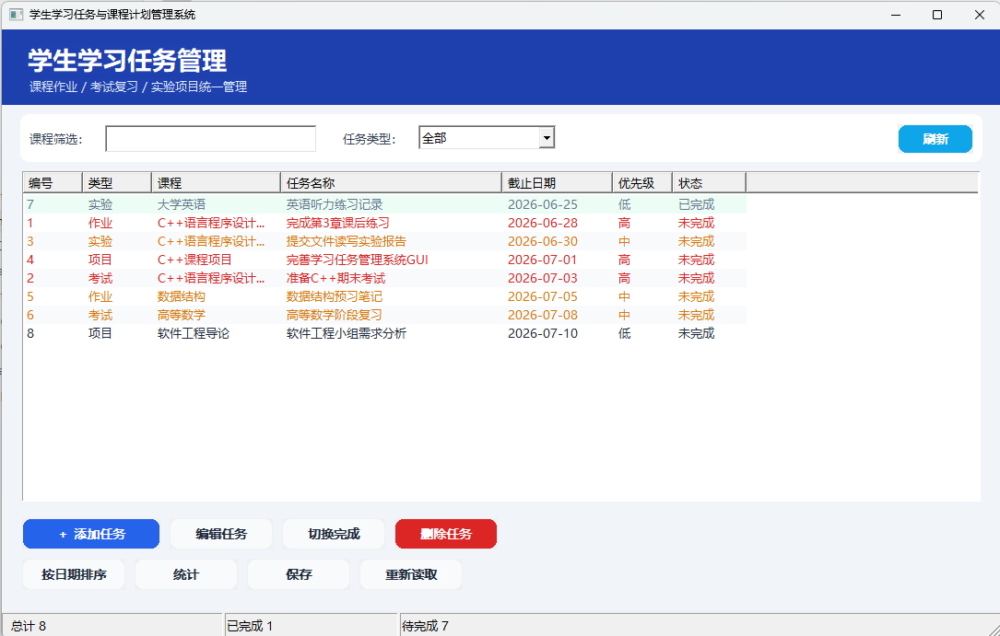 学生学习任务与课程计划管理系统
学生学习任务管理
课程作业 / 考试复习 / 实验项目统一管理
课程筛选： 任务类型： 全部 刷新
编号 类型 课程 任务名称 截止日期 优先级 状态
7 实验 大学英语 英语听力练习记录 2026-06-25 低 已完成
1 作业 C++语言程序设计... 完成第3章课后练习 2026-06-28 高 未完成
3 实验 C++语言程序设计... 提交文件读写实验报告 2026-06-30 中 未完成
4 项目 C++课程项目 完善学习任务管理系统GUI 2026-07-01 高 未完成
2 考试 C++语言程序设计... 准备C++期末考试 2026-07-03 高 未完成
5 作业 数据结构 数据结构预习笔记 2026-07-05 中 未完成
6 考试 高等数学 高等数学阶段复习 2026-07-08 中 未完成
8 项目 软件工程导论 软件工程小组需求分析 2026-07-10 低 未完成
+ 添加任务 编辑任务 切换完成 删除任务
按日期排序 统计 保存 重新读取
总计 8 已完成 1 待完成 7